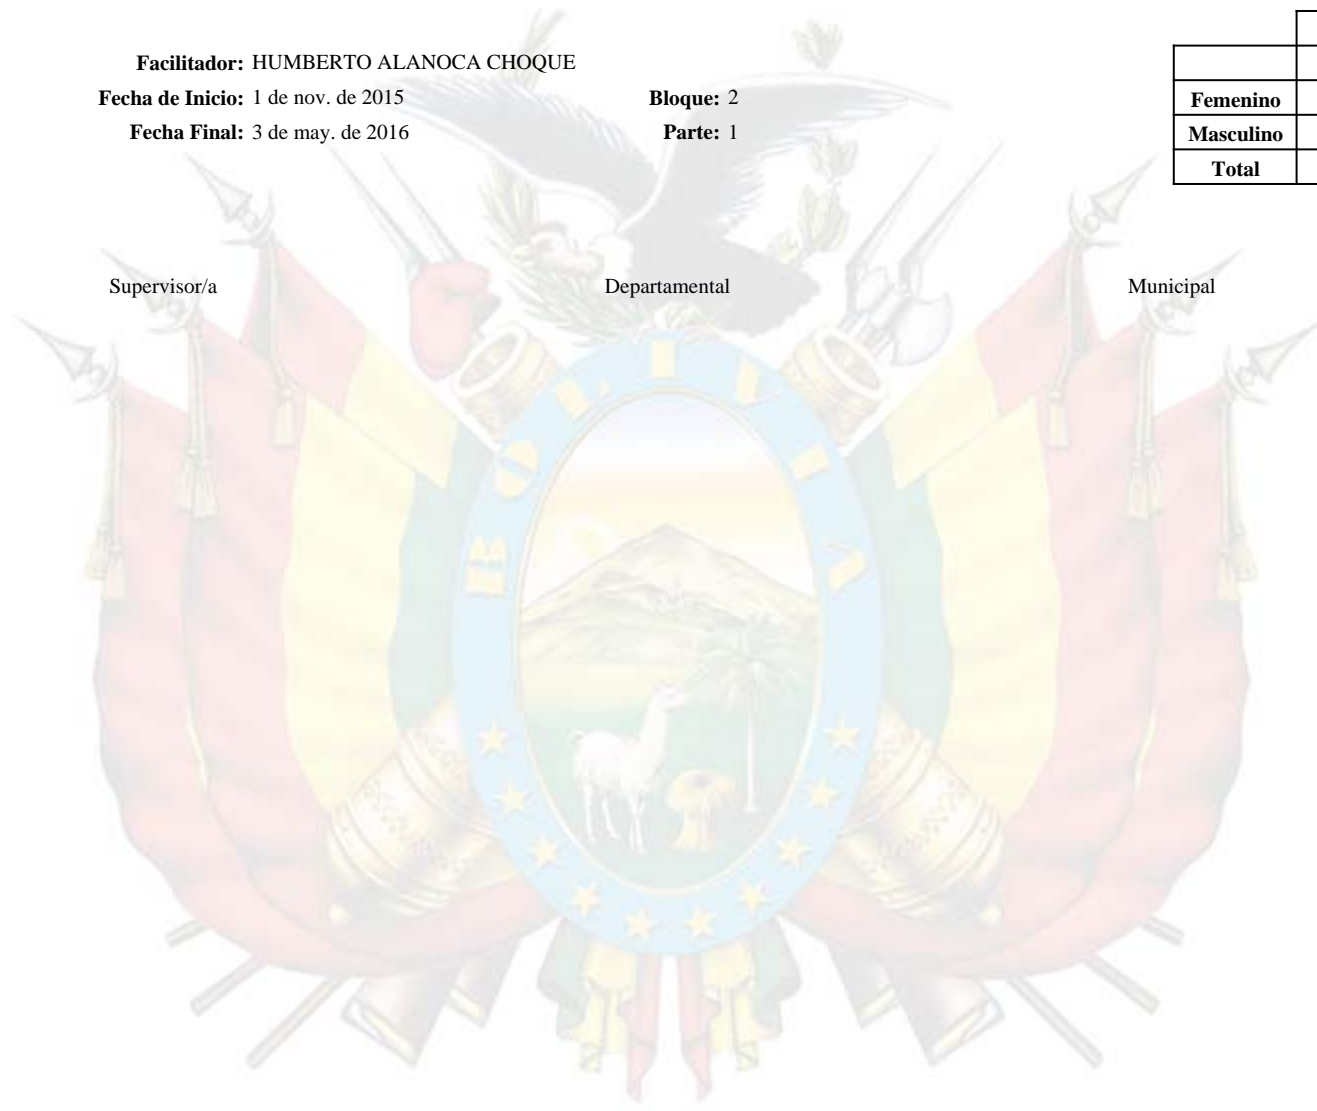 Facilitador: HUMBERTO ALANOCA CHOQUE
Fecha de Inicio: 1 de nov. de 2015 Bloque: 2
Fecha Final: 3 de may. de 2016 Parte: 1
Femenino
Masculino
Total
Supervisor/a Departamental Municipal
BOLIVIA